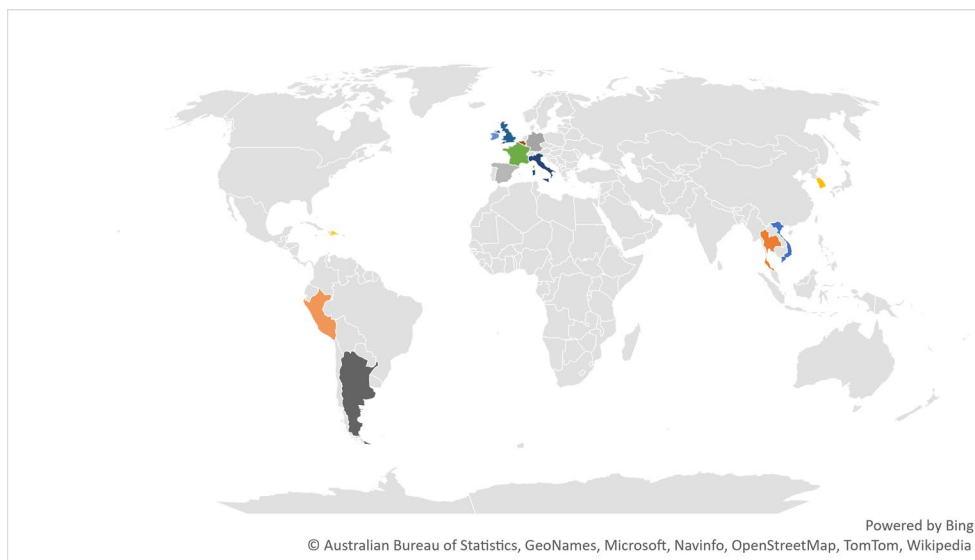 Powered by Bing
© Australian Bureau of Statistics, GeoNames, Microsoft, Navinfo, OpenStreetMap, TomTom, Wikipedia